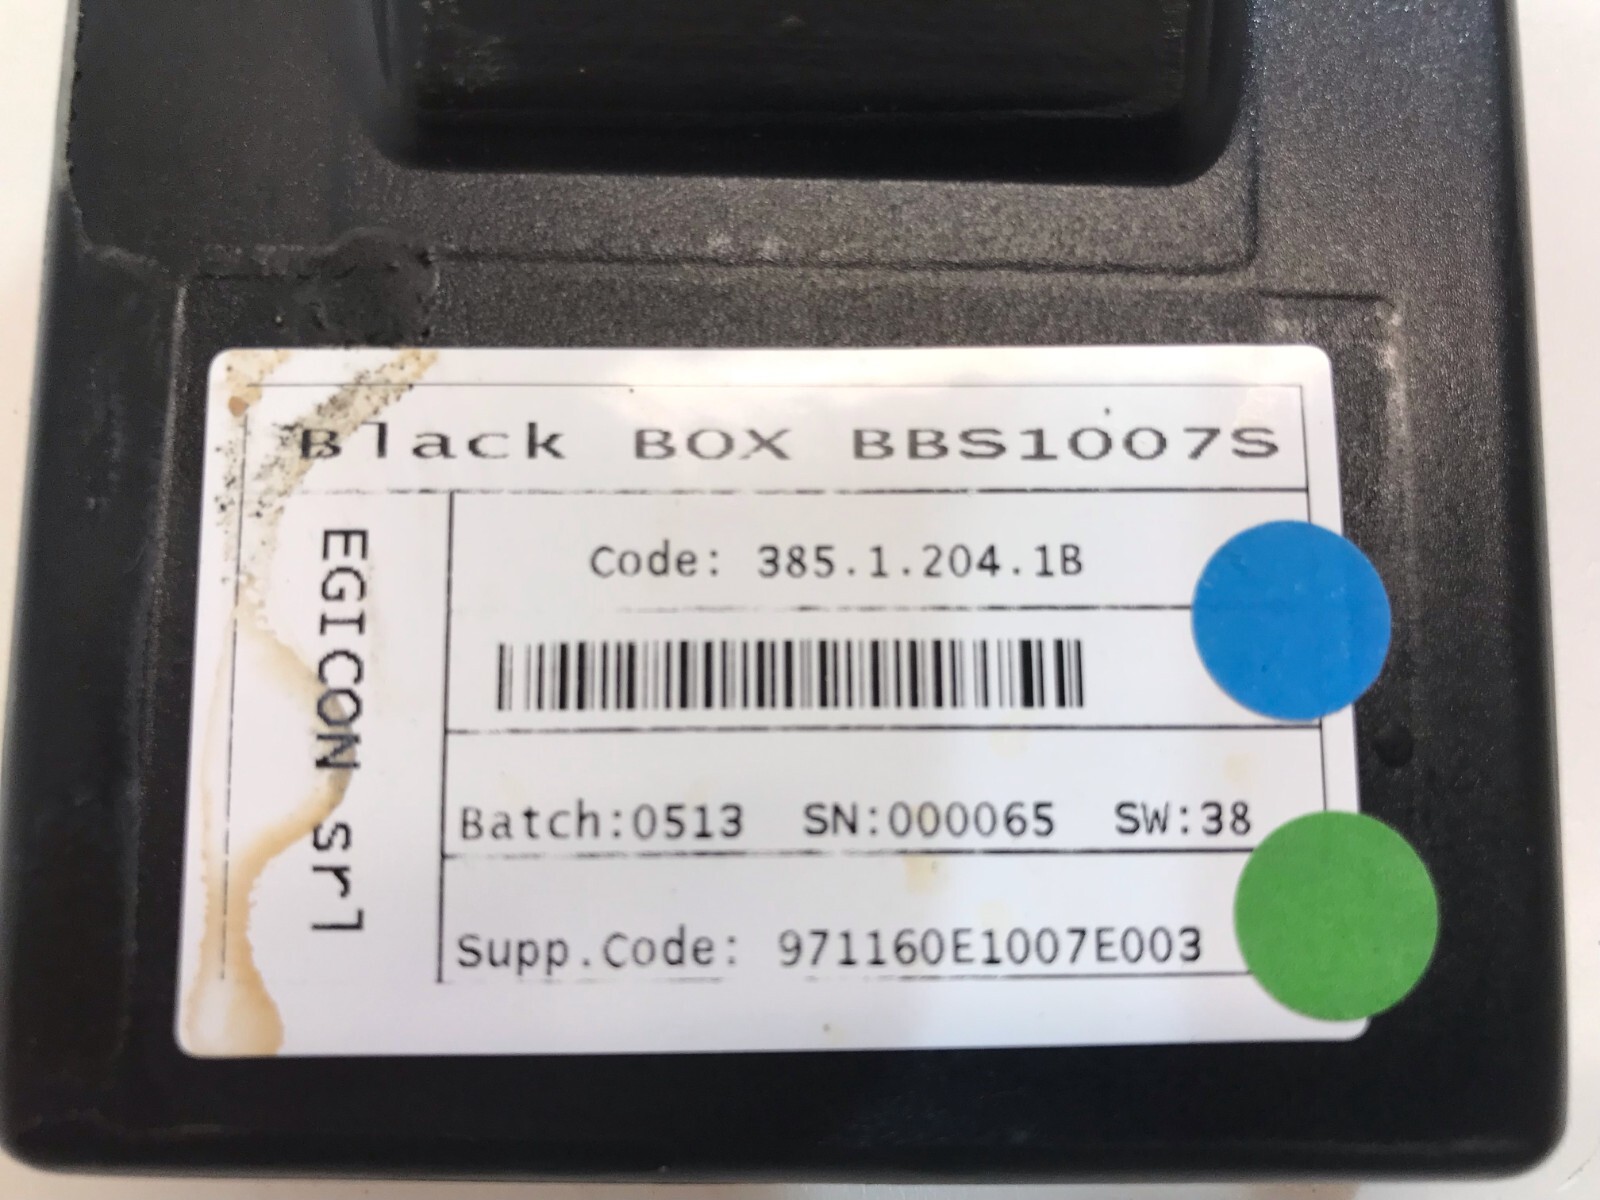 Black BOX BBS1007S
EGICON srl
Code: 385.1.204.1B
Batch:0513 SN:000065 SW:38
Supp.Code: 971160E1007E003